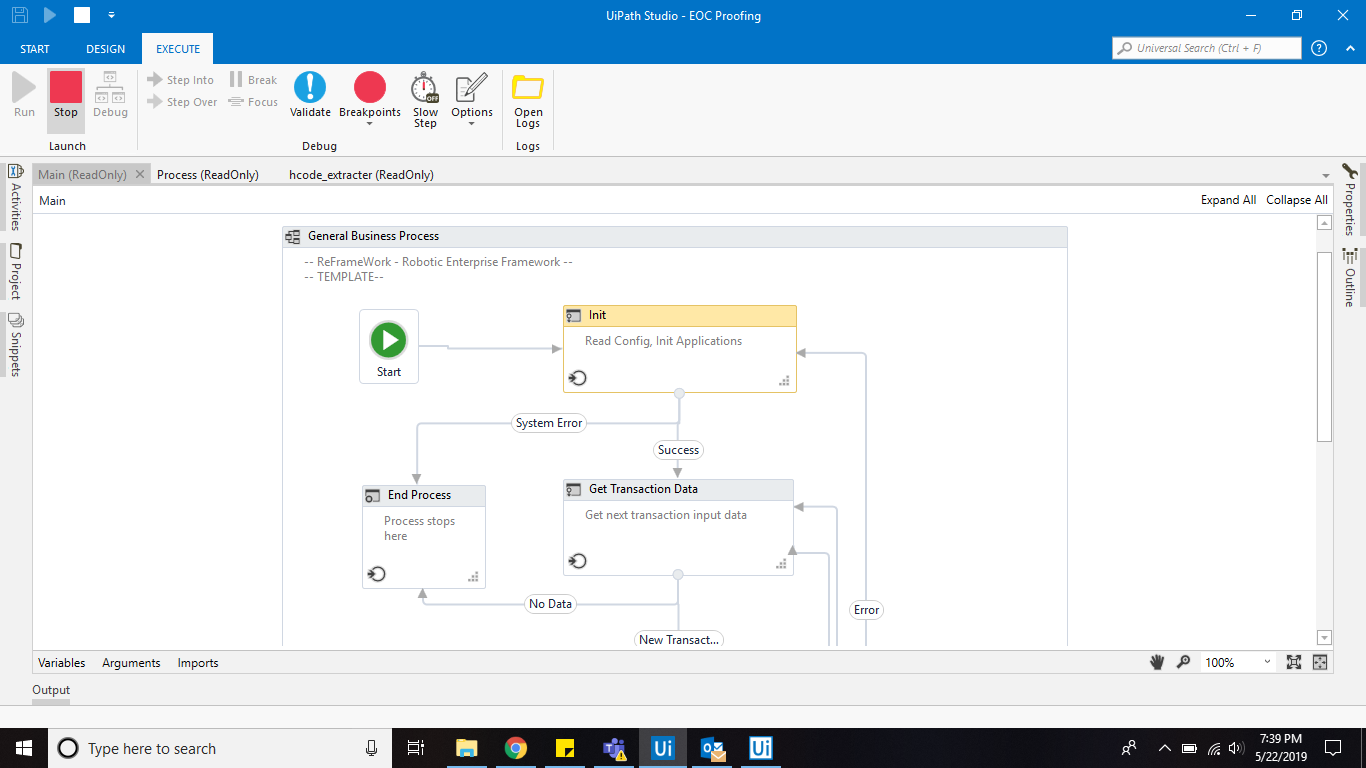 UiPath Studio - EOC Proofing
START DESIGN EXECUTE
Universal Search (Ctrl + F)
Run Stop Debug
Step Into Break
Step Over Focus
Validate Breakpoints Slow Step Options
OFF
Open Logs
Launch Debug Logs
Main (ReadOnly) Process (ReadOnly) hcode_extracter (ReadOnly)
Main Expand All Collapse All
Activities
Project
Snippets
Properties
Outline
General Business Process
-- ReFrameWork - Robotic Enterprise Framework --
-- TEMPLATE--
Start
Init
Read Config, Init Applications
System Error
Success
End Process
Process stops
here
Get Transaction Data
Get next transaction input data
No Data
Error
New Transact...
Variables Arguments Imports 100%
Output
Type here to search
Ui
Ui
7:39 PM
5/22/2019